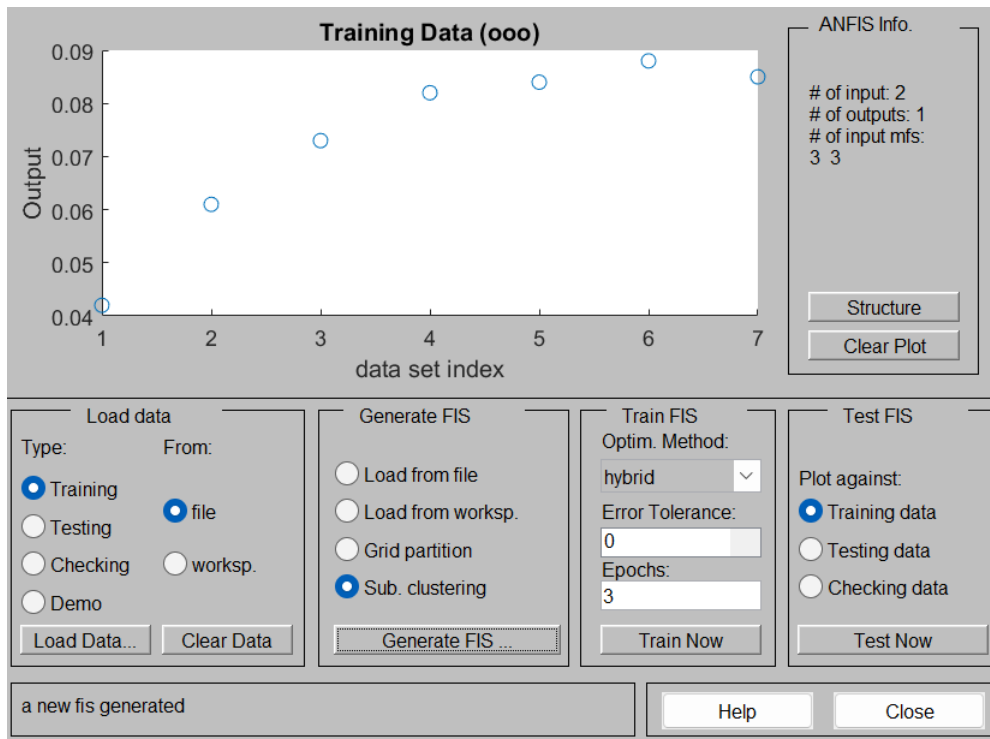 Training Data (ooo)
0.09
0.08
0.07
0.06
0.05
0.04
Output
1 2 3 4 5 6 7
data set index
ANFIS Info.
# of input: 2
# of outputs: 1
# of input mfs:
3 3
Structure
Clear Plot
Load data
Type: From:
Training
file
Testing
Checking
worksp.
Demo
Load Data... Clear Data
Generate FIS
Load from file
Load from worksp.
Grid partition
Sub. clustering
Generate FIS ...
Train FIS
Optim. Method:
hybrid
Error Tolerance:
0
Epochs:
3
Train Now
Test FIS
Plot against:
Training data
Testing data
Checking data
Test Now
a new fis generated
Help Close